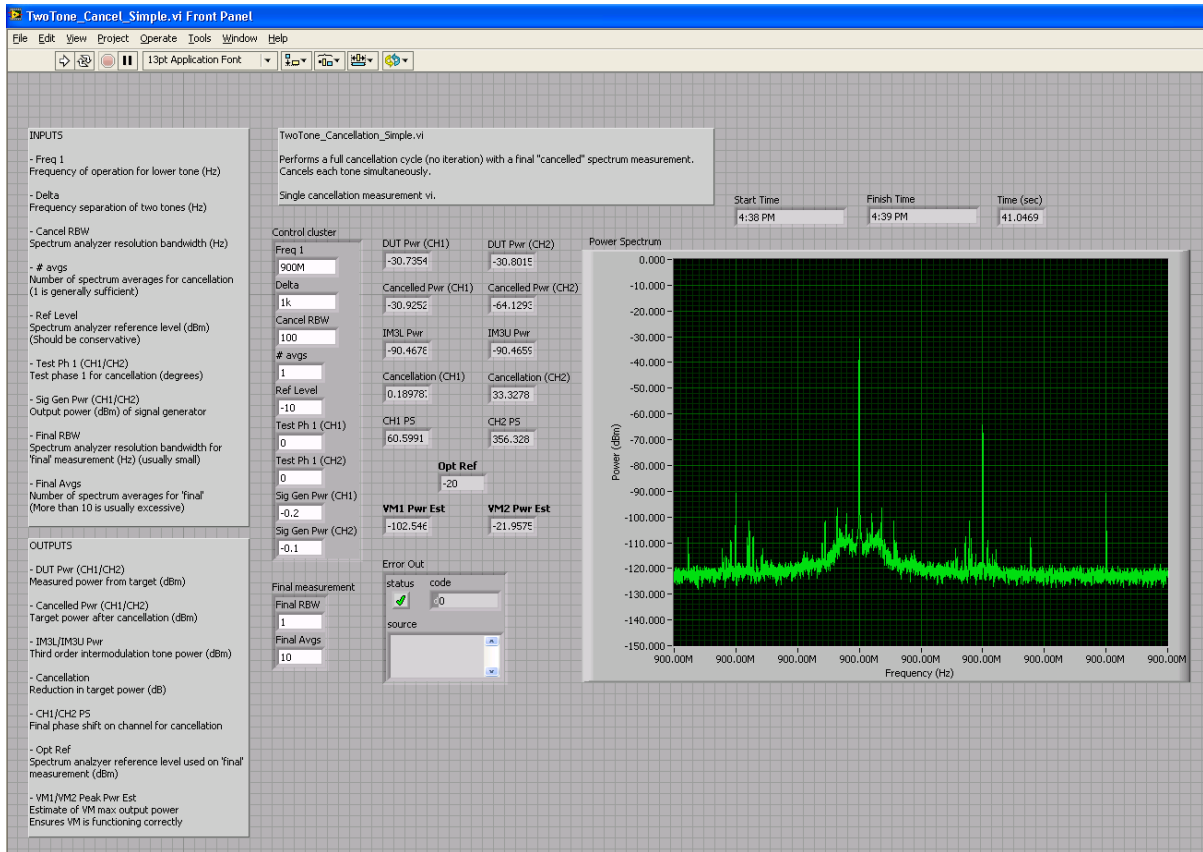 TwoTone_Cancel_Simple.vi Front Panel
File Edit View Project Operate Tools Window Help
13pt Application Font
INPUTS
- Freq 1
Frequency of operation for lower tone (Hz)
- Delta
Frequency separation of two tones (Hz)
- Cancel RBW
Spectrum analyzer resolution bandwidth (Hz)
- # avgs
Number of spectrum averages for cancellation
(1 is generally sufficient)
- Ref Level
Spectrum analyzer reference level (dBm)
(Should be conservative)
- Test Ph 1 (CH1/CH2)
Test phase 1 for cancellation (degrees)
- Sig Gen Pwr (CH1/CH2)
Output power (dBm) of signal generator
- Final RBW
Spectrum analyzer resolution bandwidth for
'final' measurement (Hz) (usually small)
- Final Avgs
Number of spectrum averages for 'final'
(More than 10 is usually excessive)
OUTPUTS
- DUT Pwr (CH1/CH2)
Measured power from target (dBm)
- Cancelled Pwr (CH1/CH2)
Target power after cancellation (dBm)
- IM3L/IM3U Pwr
Third order intermodulation tone power (dBm)
- Cancellation
Reduction in target power (dB)
- CH1/CH2 PS
Final phase shift on channel for cancellation
- Opt Ref
Spectrum analzyer reference level used on 'final'
measurement (dBm)
- VM1/VM2 Peak Pwr Est
Estimate of VM max output power
Ensures VM is functioning correctly
TwoTone_Cancellation_Simple.vi
Performs a full cancellation cycle (no iteration) with a final "cancelled" spectrum measurement.
Cancels each tone simultaneously.
Single cancellation measurement vi.
Start Time Finish Time Time (sec)
4:38 PM 4:39 PM 41.0469
Control cluster
Freq 1
900M
Delta
1k
Cancel RBW
100
# avgs
1
Ref Level
-10
Test Ph 1 (CH1)
0
Test Ph 1 (CH2)
0
Sig Gen Pwr (CH1)
-0.2
Sig Gen Pwr (CH2)
-0.1
Final measurement
Final RBW
1
Final Avgs
10
DUT Pwr (CH1) DUT Pwr (CH2)
-30.7354 -30.8015
Cancelled Pwr (CH1) Cancelled Pwr (CH2)
-30.9252 -64.1293
IM3L Pwr IM3U Pwr
-90.4678 -90.4659
Cancellation (CH1) Cancellation (CH2)
0.18978 33.3278
CH1 PS CH2 PS
60.5991 356.328
Opt Ref
-20
VM1 Pwr Est VM2 Pwr Est
-102.546 -21.9575
Error Out
status code
0
source
Power Spectrum
0.000
-10.000
-20.000
-30.000
-40.000
-50.000
-60.000
-70.000
-80.000
-90.000
-100.000
-110.000
-120.000
-130.000
-140.000
-150.000
Power (dBm)
900.00M 900.00M 900.00M 900.00M 900.00M 900.00M 900.00M 900.00M 900.00M
Frequency (Hz)